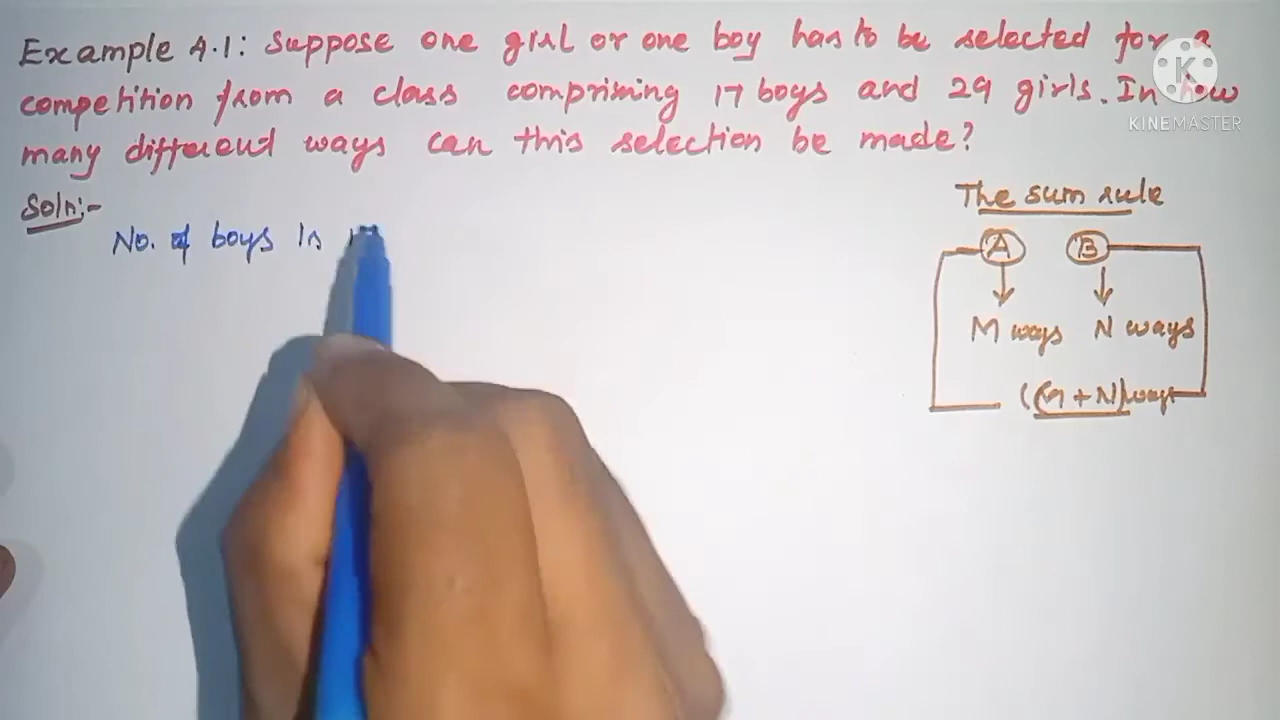 Example 4.1: Suppose one girl or one boy has to be selected for a
competition from a class comprising 17 boys and 29 girls. In how
many different ways can this selection be made?
K
KINEMASTER
Soln:-
No. of boys in
The sum rule
A B
M ways N ways
(M+N)ways